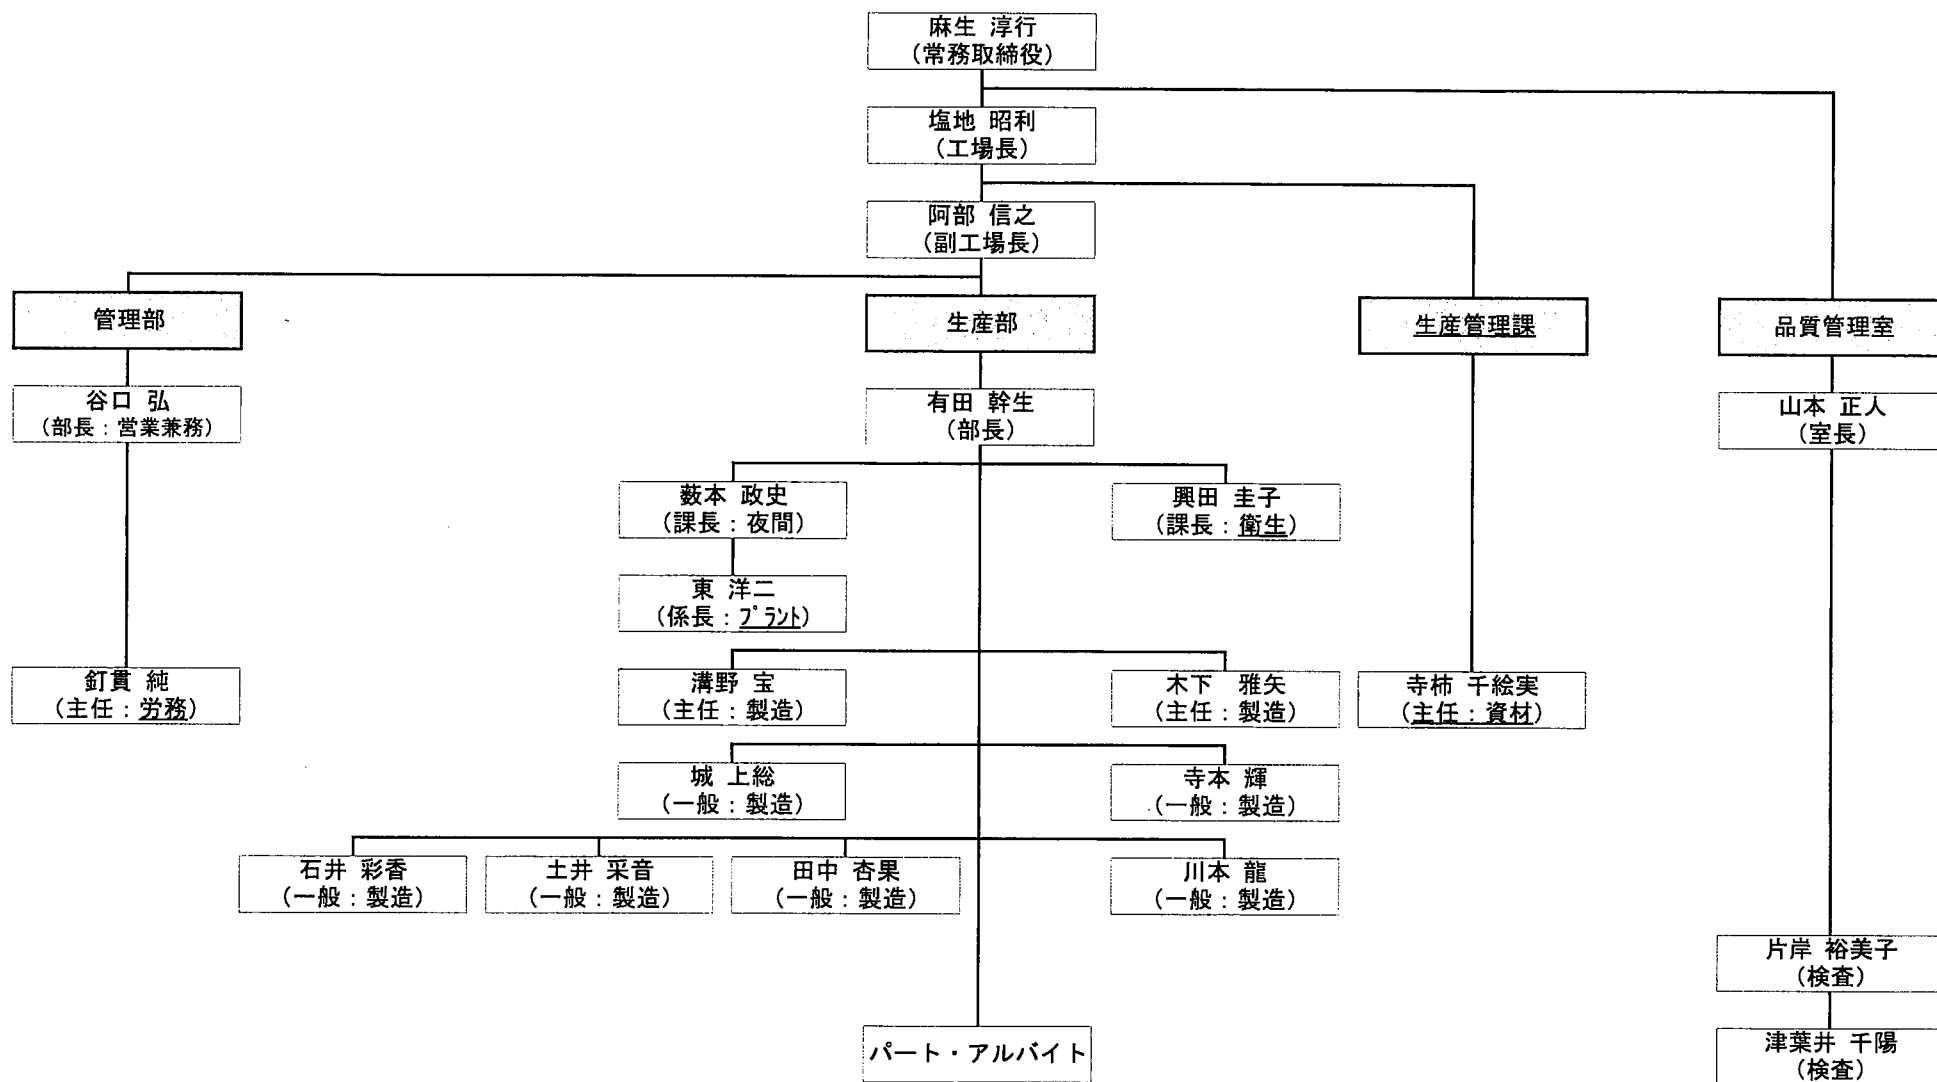 麻生 淳行
(常務取締役)
塩地 昭利
(工場長)
阿部 信之
(副工場長)
管理部
生産部
生産管理課
品質管理室
谷口 弘
(部長：営業兼務)
有田 幹生
(部長)
山本 正人
(室長)
薮本 政史
(課長：夜間)
興田 圭子
(課長：衛生)
東 洋二
(係長：プラント)
釘貫 純
(主任：労務)
溝野 宝
(主任：製造)
木下 雅矢
(主任：製造)
寺柿 千絵実
(主任：資材)
城 上総
(一般：製造)
寺本 輝
(一般：製造)
石井 彩香
(一般：製造)
土井 采音
(一般：製造)
田中 杏果
(一般：製造)
川本 龍
(一般：製造)
片岸 裕美子
(検査)
パート・アルバイト
津葉井 千陽
(検査)